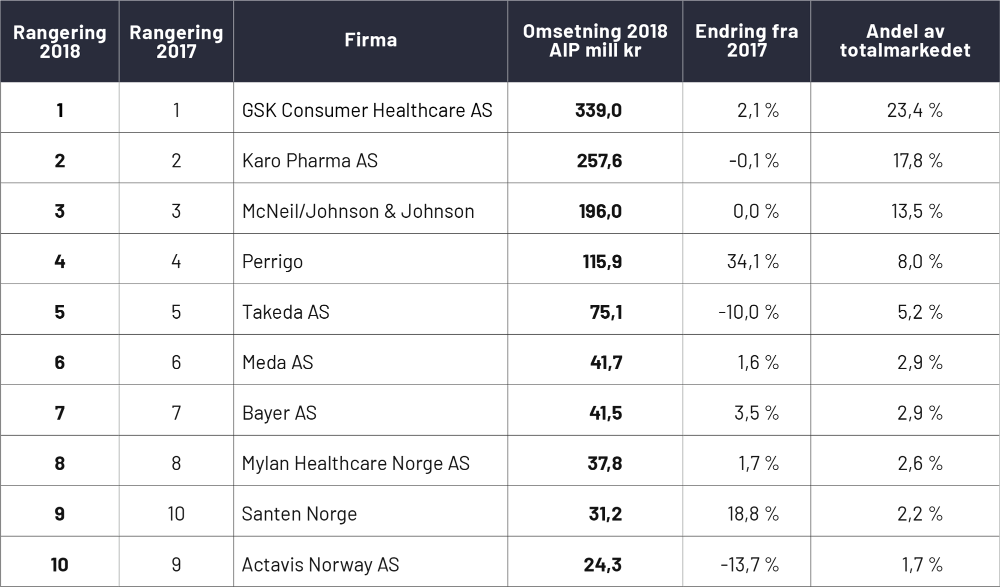 Rangering 2018 Rangering 2017 Firma Omsetning 2018 AIP mill kr Endring fra 2017 Andel av totalmarkedet
1 1 GSK Consumer Healthcare AS 339,0 2,1 % 23,4 %
2 2 Karo Pharma AS 257,6 -0,1 % 17,8 %
3 3 McNeil/Johnson & Johnson 196,0 0,0 % 13,5 %
4 4 Perrigo 115,9 34,1 % 8,0 %
5 5 Takeda AS 75,1 -10,0 % 5,2 %
6 6 Meda AS 41,7 1,6 % 2,9 %
7 7 Bayer AS 41,5 3,5 % 2,9 %
8 8 Mylan Healthcare Norge AS 37,8 1,7 % 2,6 %
9 10 Santen Norge 31,2 18,8 % 2,2 %
10 9 Actavis Norway AS 24,3 -13,7 % 1,7 %